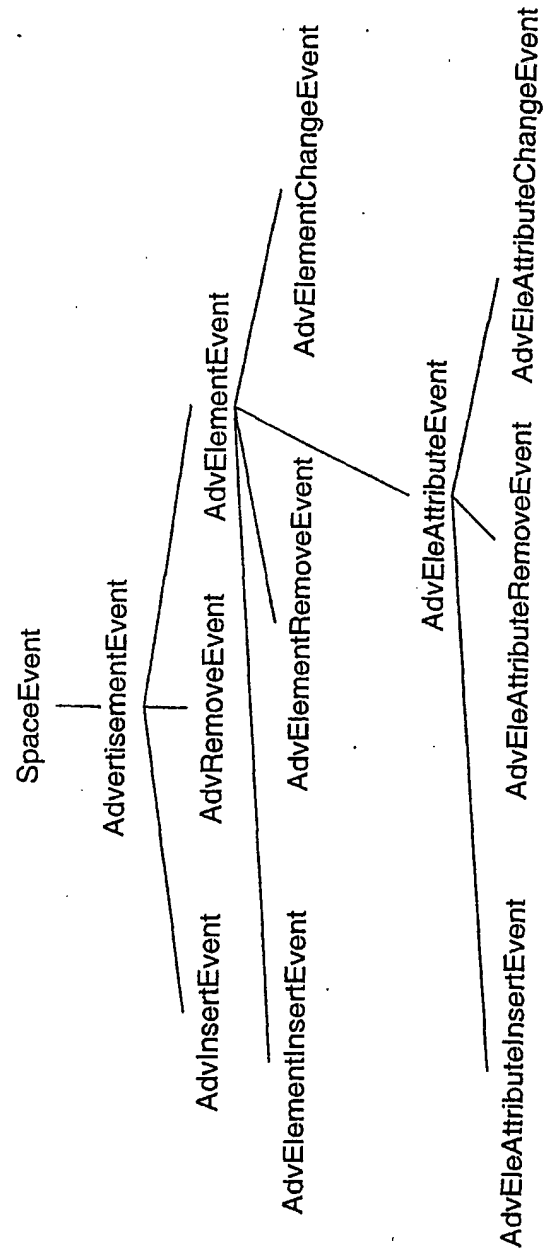 SpaceEvent
AdvertisementEvent
AdvInsertEvent
AdvRemoveEvent
AdvElementEvent
AdvElementInsertEvent
AdvElementRemoveEvent
AdvElementChangeEvent
AdvEleAttributeEvent
AdvEleAttributeInsertEvent
AdvEleAttributeRemoveEvent
AdvEleAttributeChangeEvent